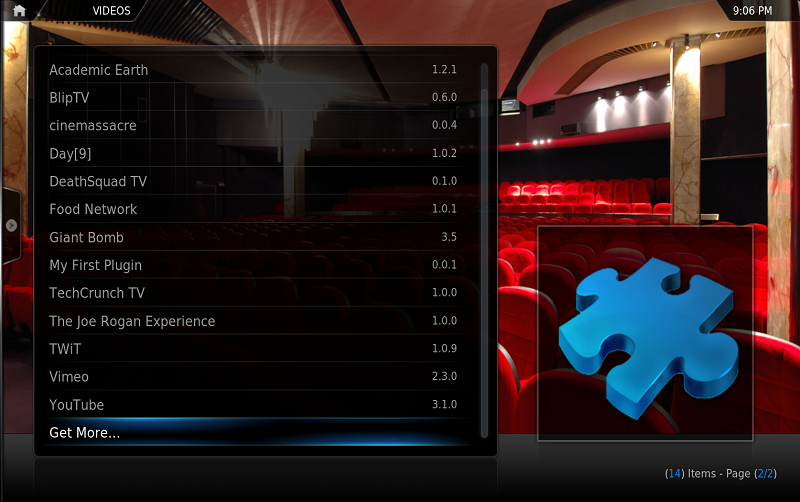 VIDEOS
9:06 PM
Academic Earth 1.2.1
BlipTV 0.6.0
cinemassacre 0.0.4
Day[9] 1.0.2
DeathSquad TV 0.1.0
Food Network 1.0.1
Giant Bomb 3.5
My First Plugin 0.0.1
TechCrunch TV 1.0.0
The Joe Rogan Experience 1.0.0
TWiT 1.0.9
Vimeo 2.3.0
YouTube 3.1.0
Get More...
(14) Items - Page (2/2)